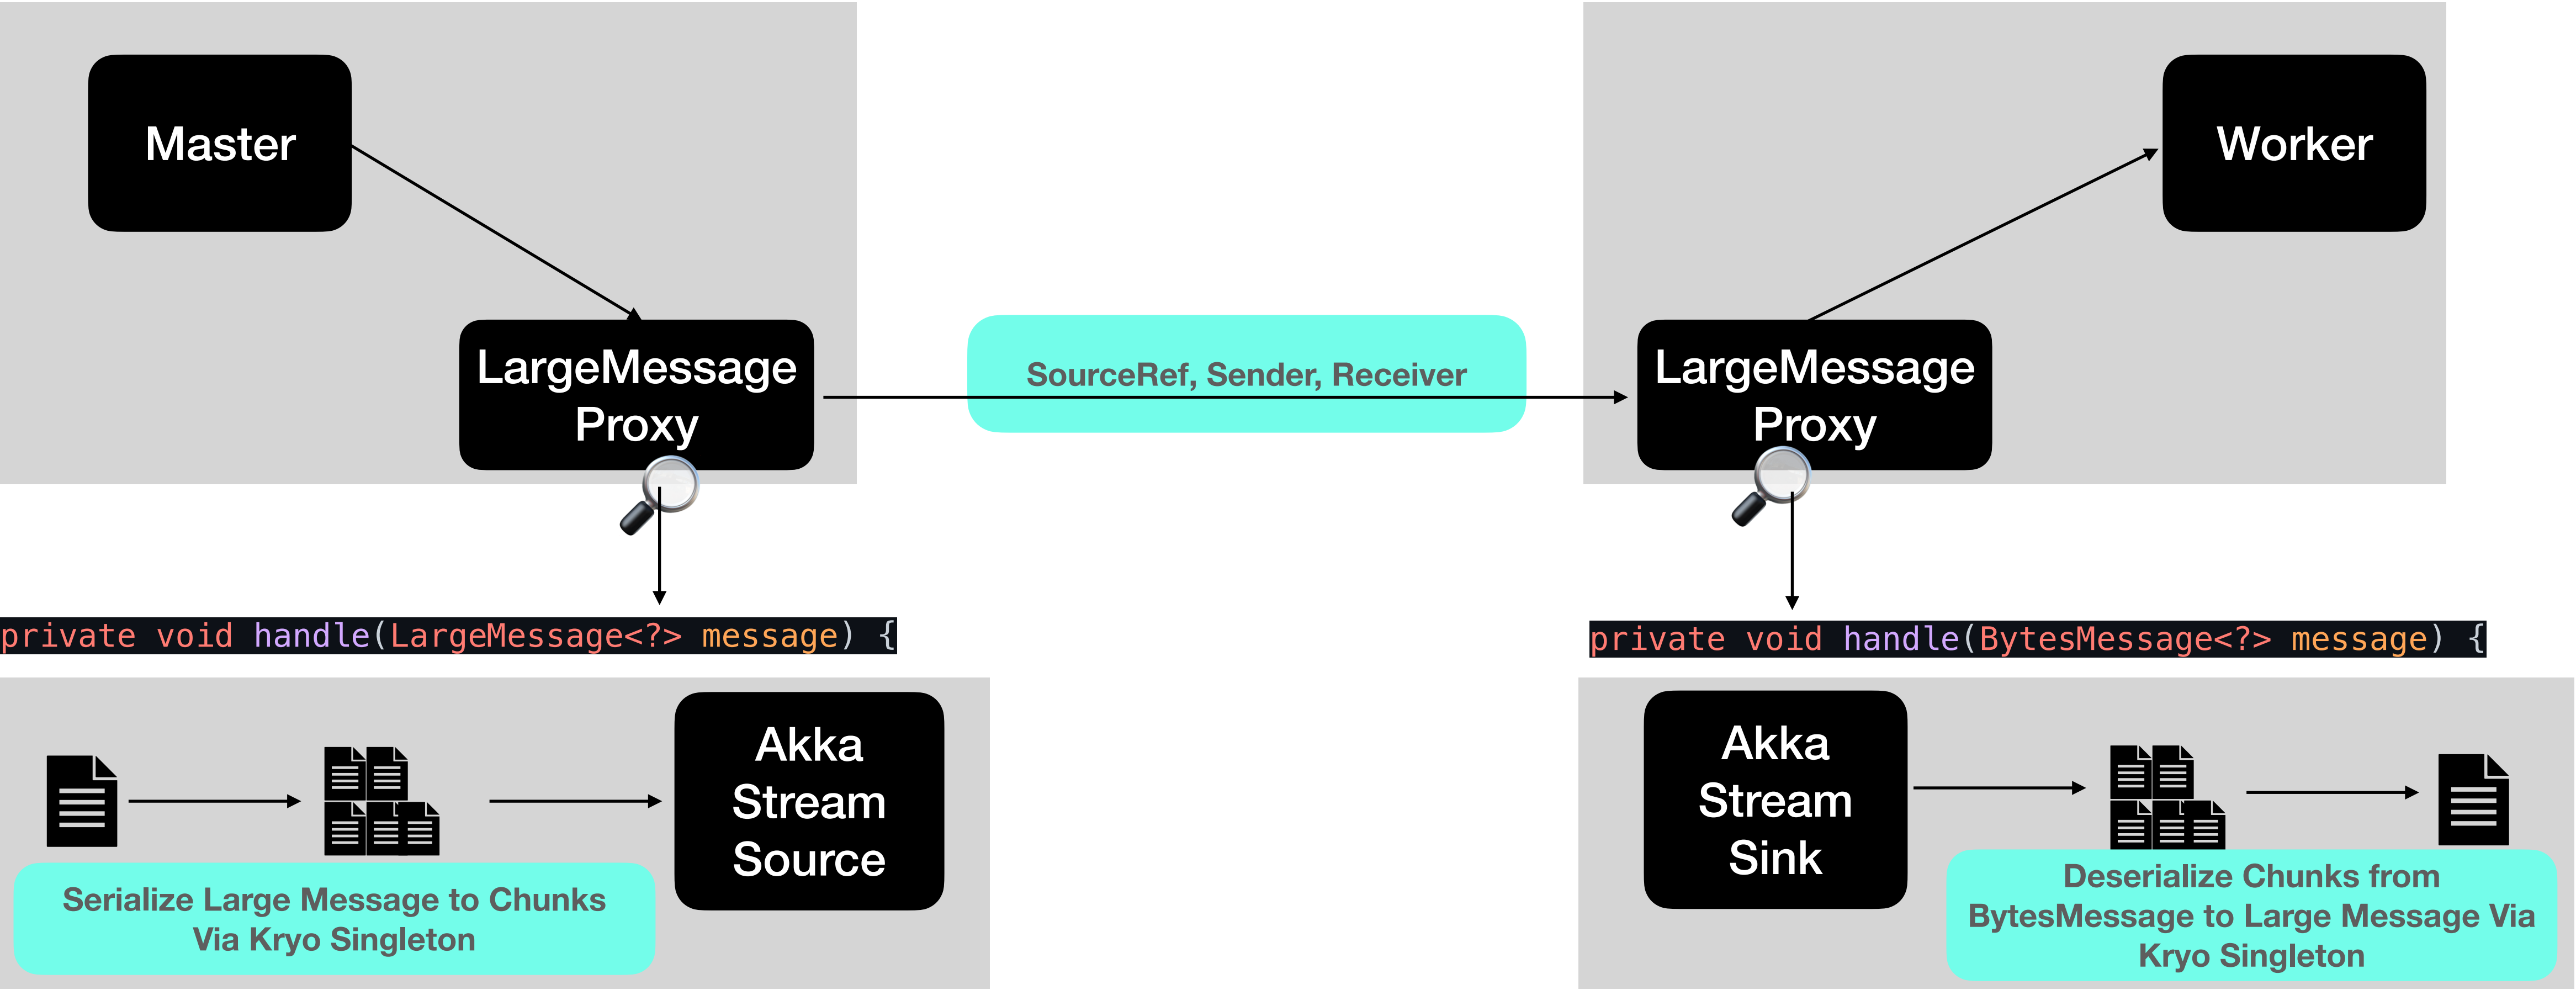 Master
Worker
LargeMessage
Proxy
SourceRef, Sender, Receiver
LargeMessage
Proxy
private void handle(LargeMessage<?> message) {
private void handle(BytesMessage<?> message) {
Akka
Stream
Source
Serialize Large Message to Chunks
Via Kryo Singleton
Akka
Stream
Sink
Deserialize Chunks from
BytesMessage to Large Message Via
Kryo Singleton